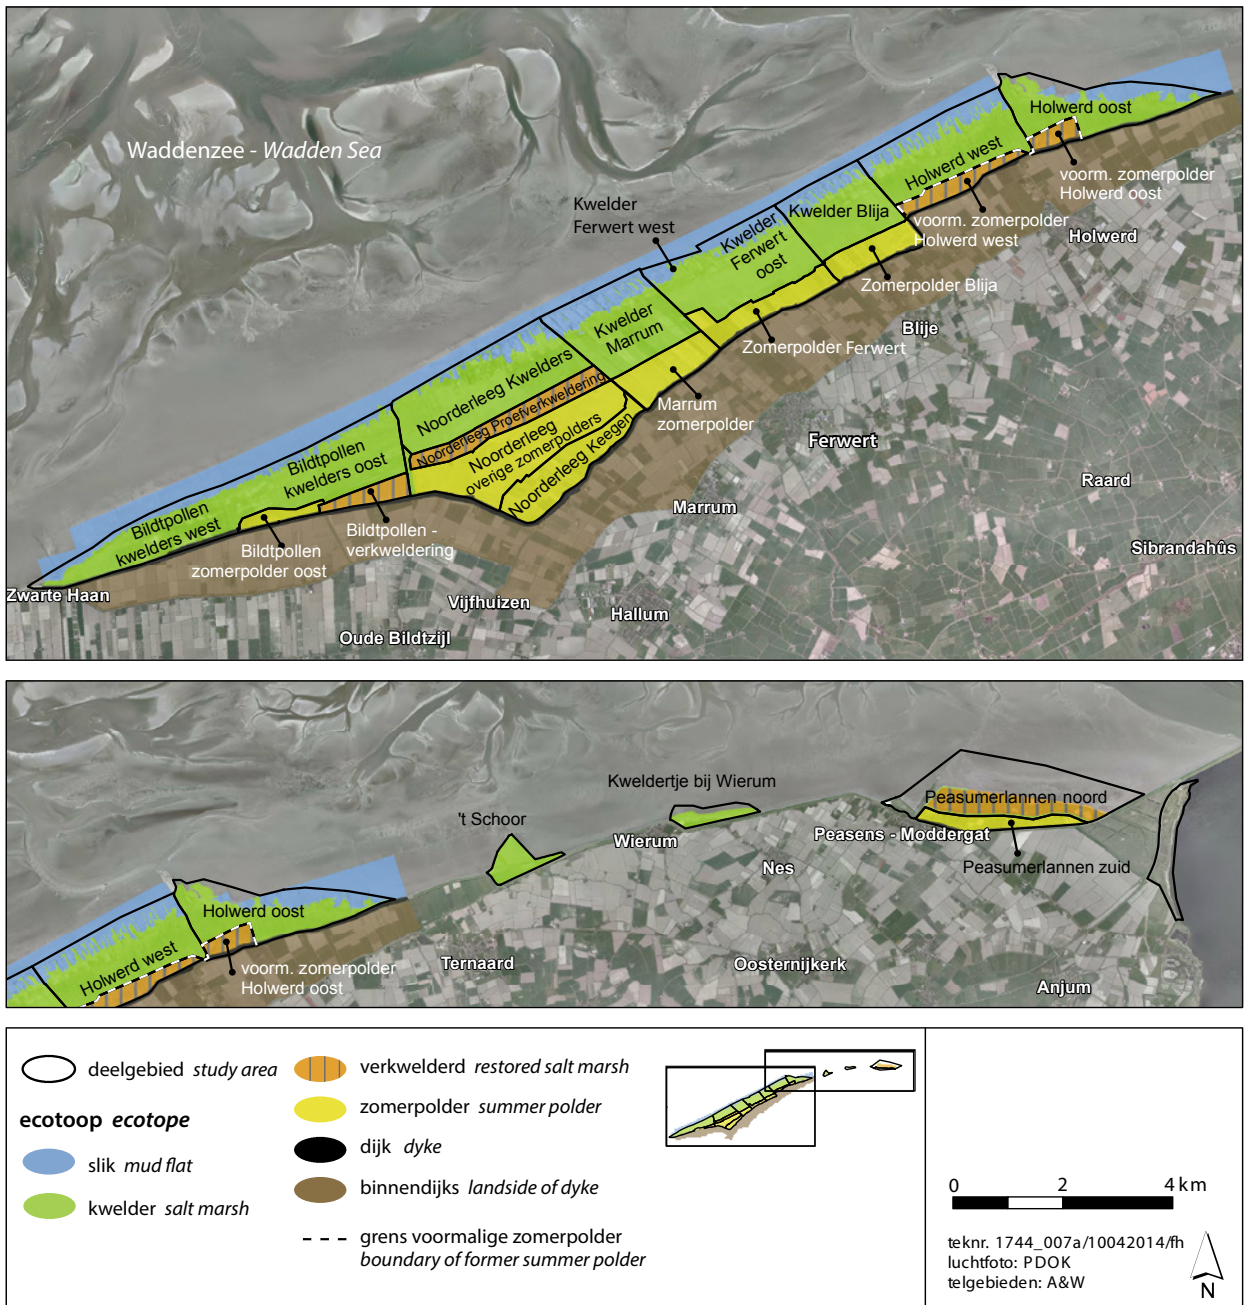 Waddenzee - Wadden Sea
Holwerd oost
Holwerd west
voorm. zomerpolder
Holwerd oost
voorm. zomerpolder
Holwerd west
Holwerd
Kwelder
Ferwert west
Kwelder Blija
Kwelder
Ferwert
oost
Zomerpolder Blija
Blije
Kwelder
Marrum
Zomerpolder Ferwert
Noorderleeg Kwelders
Noorderleeg Proefverkweldering
Marrum
zomerpolder
Noorderleeg
overige zomerpolders
Noorderleeg Keegen
Ferwert
Bildtpollen
kwelders oost
Raard
Marrum
Bildtpollen
kwelders west
Bildtpollen -
verkweldering
Bildtpollen
zomerpolder oost
Sibrandahûs
Zwarte Haan
Vijfhuizen
Hallum
Oude Bildtzijl
Kweldertje bij Wierum
Peasumerlannen noord
't Schoor
Wierum
Peasens - Moddergat
Nes
Peasumerlannen zuid
Holwerd oost
Holwerd west
voorm. zomerpolder
Holwerd oost
Ternaard
Oosternijkerk
Anjum
deelgebied study area
ecotoop ecotope
slik mud flat
kwelder salt marsh
verkwelderd restored salt marsh
zomerpolder summer polder
dijk dyke
binnendijks landside of dyke
grens voormalige zomerpolder
boundary of former summer polder
0 2 4 km
teknr. 1744_007a/10042014/fh
luchtfoto: PDOK
telgebieden: A&W
N